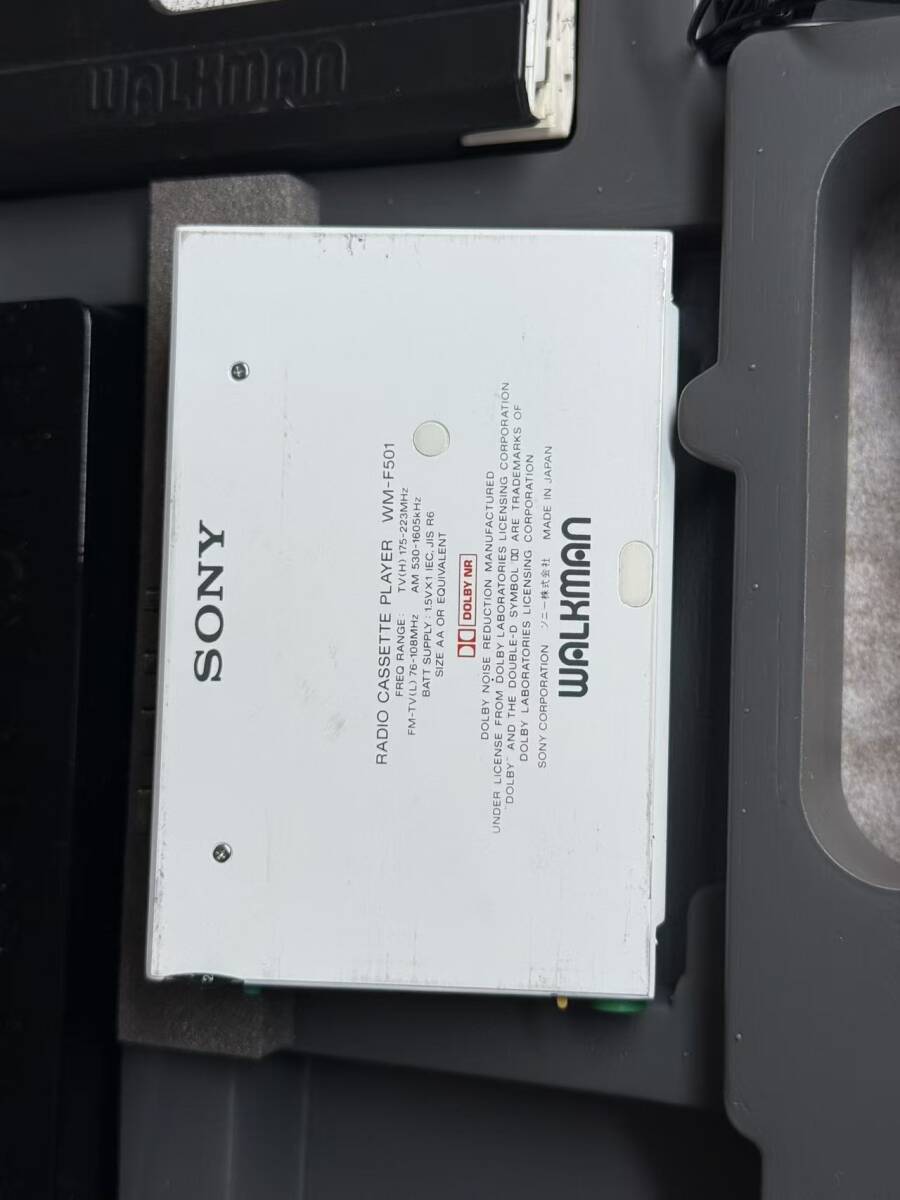 WALKMAN
SONY
RADIO CASSETTE PLAYER WM-F501
FREQ RANGE: TV(H) 175-223MHz
FM-TV(L) 76-108MHz AM 530-1605kHz
BATT SUPPLY: 1.5V×1 IEC, JIS R6
SIZE AA OR EQUIVALENT
DOLBY NR
DOLBY NOISE REDUCTION MANUFACTURED
UNDER LICENSE FROM DOLBY LABORATORIES LICENSING CORPORATION
"DOLBY" AND THE DOUBLE-D SYMBOL ARE TRADEMARKS OF
DOLBY LABORATORIES LICENSING CORPORATION
SONY CORPORATION ソニー株式会社 MADE IN JAPAN
WALKMAN